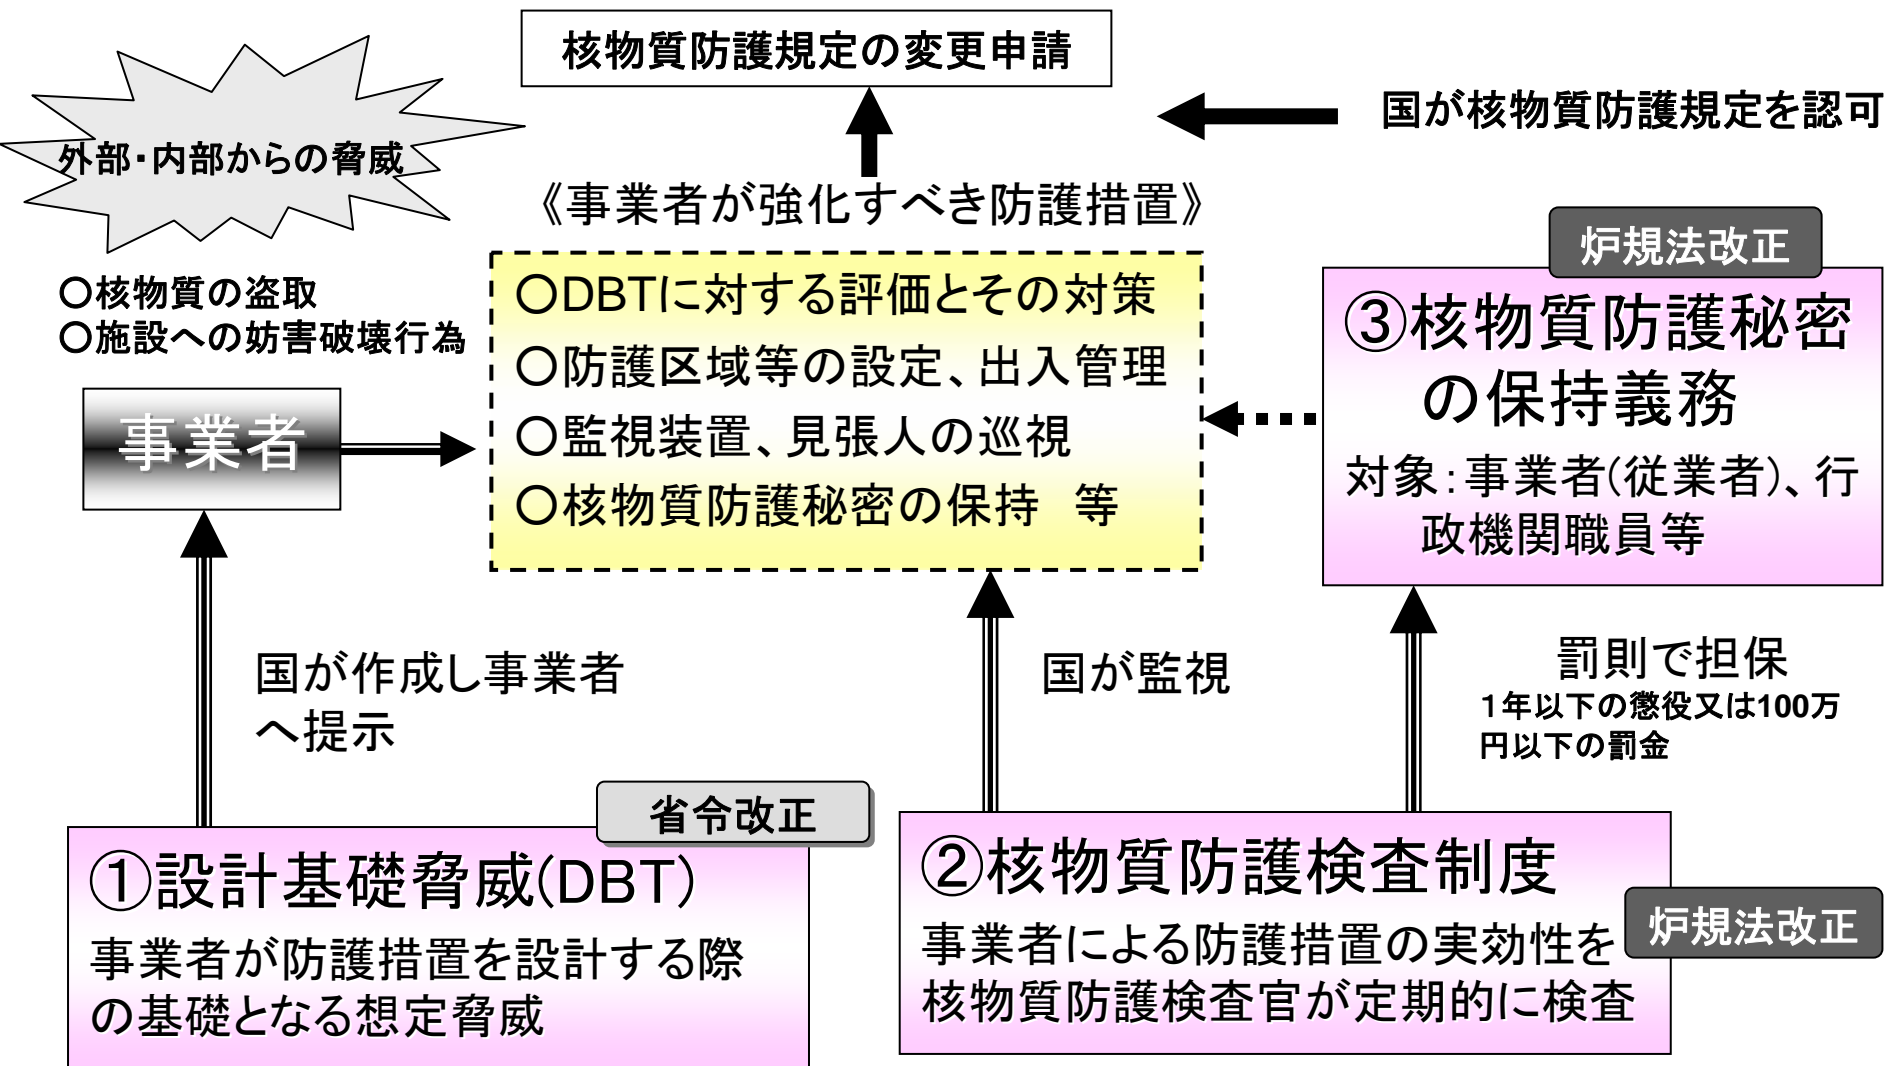 核物質防護規定の変更申請
国が核物質防護規定を認可
外部・内部からの脅威
《事業者が強化すべき防護措置》
〇核物質の盗取
〇施設への妨害破壊行為
事業者
〇DBTに対する評価とその対策
〇防護区域等の設定、出入管理
〇監視装置、見張人の巡視
〇核物質防護秘密の保持　等
炉規法改正
③核物質防護秘密
の保持義務
対象：事業者(従業者)、行
政機関職員等
国が作成し事業者
へ提示
国が監視
罰則で担保
１年以下の懲役又は100万
円以下の罰金
省令改正
①設計基礎脅威(DBT)
事業者が防護措置を設計する際
の基礎となる想定脅威
②核物質防護検査制度
炉規法改正
事業者による防護措置の実効性を
核物質防護検査官が定期的に検査